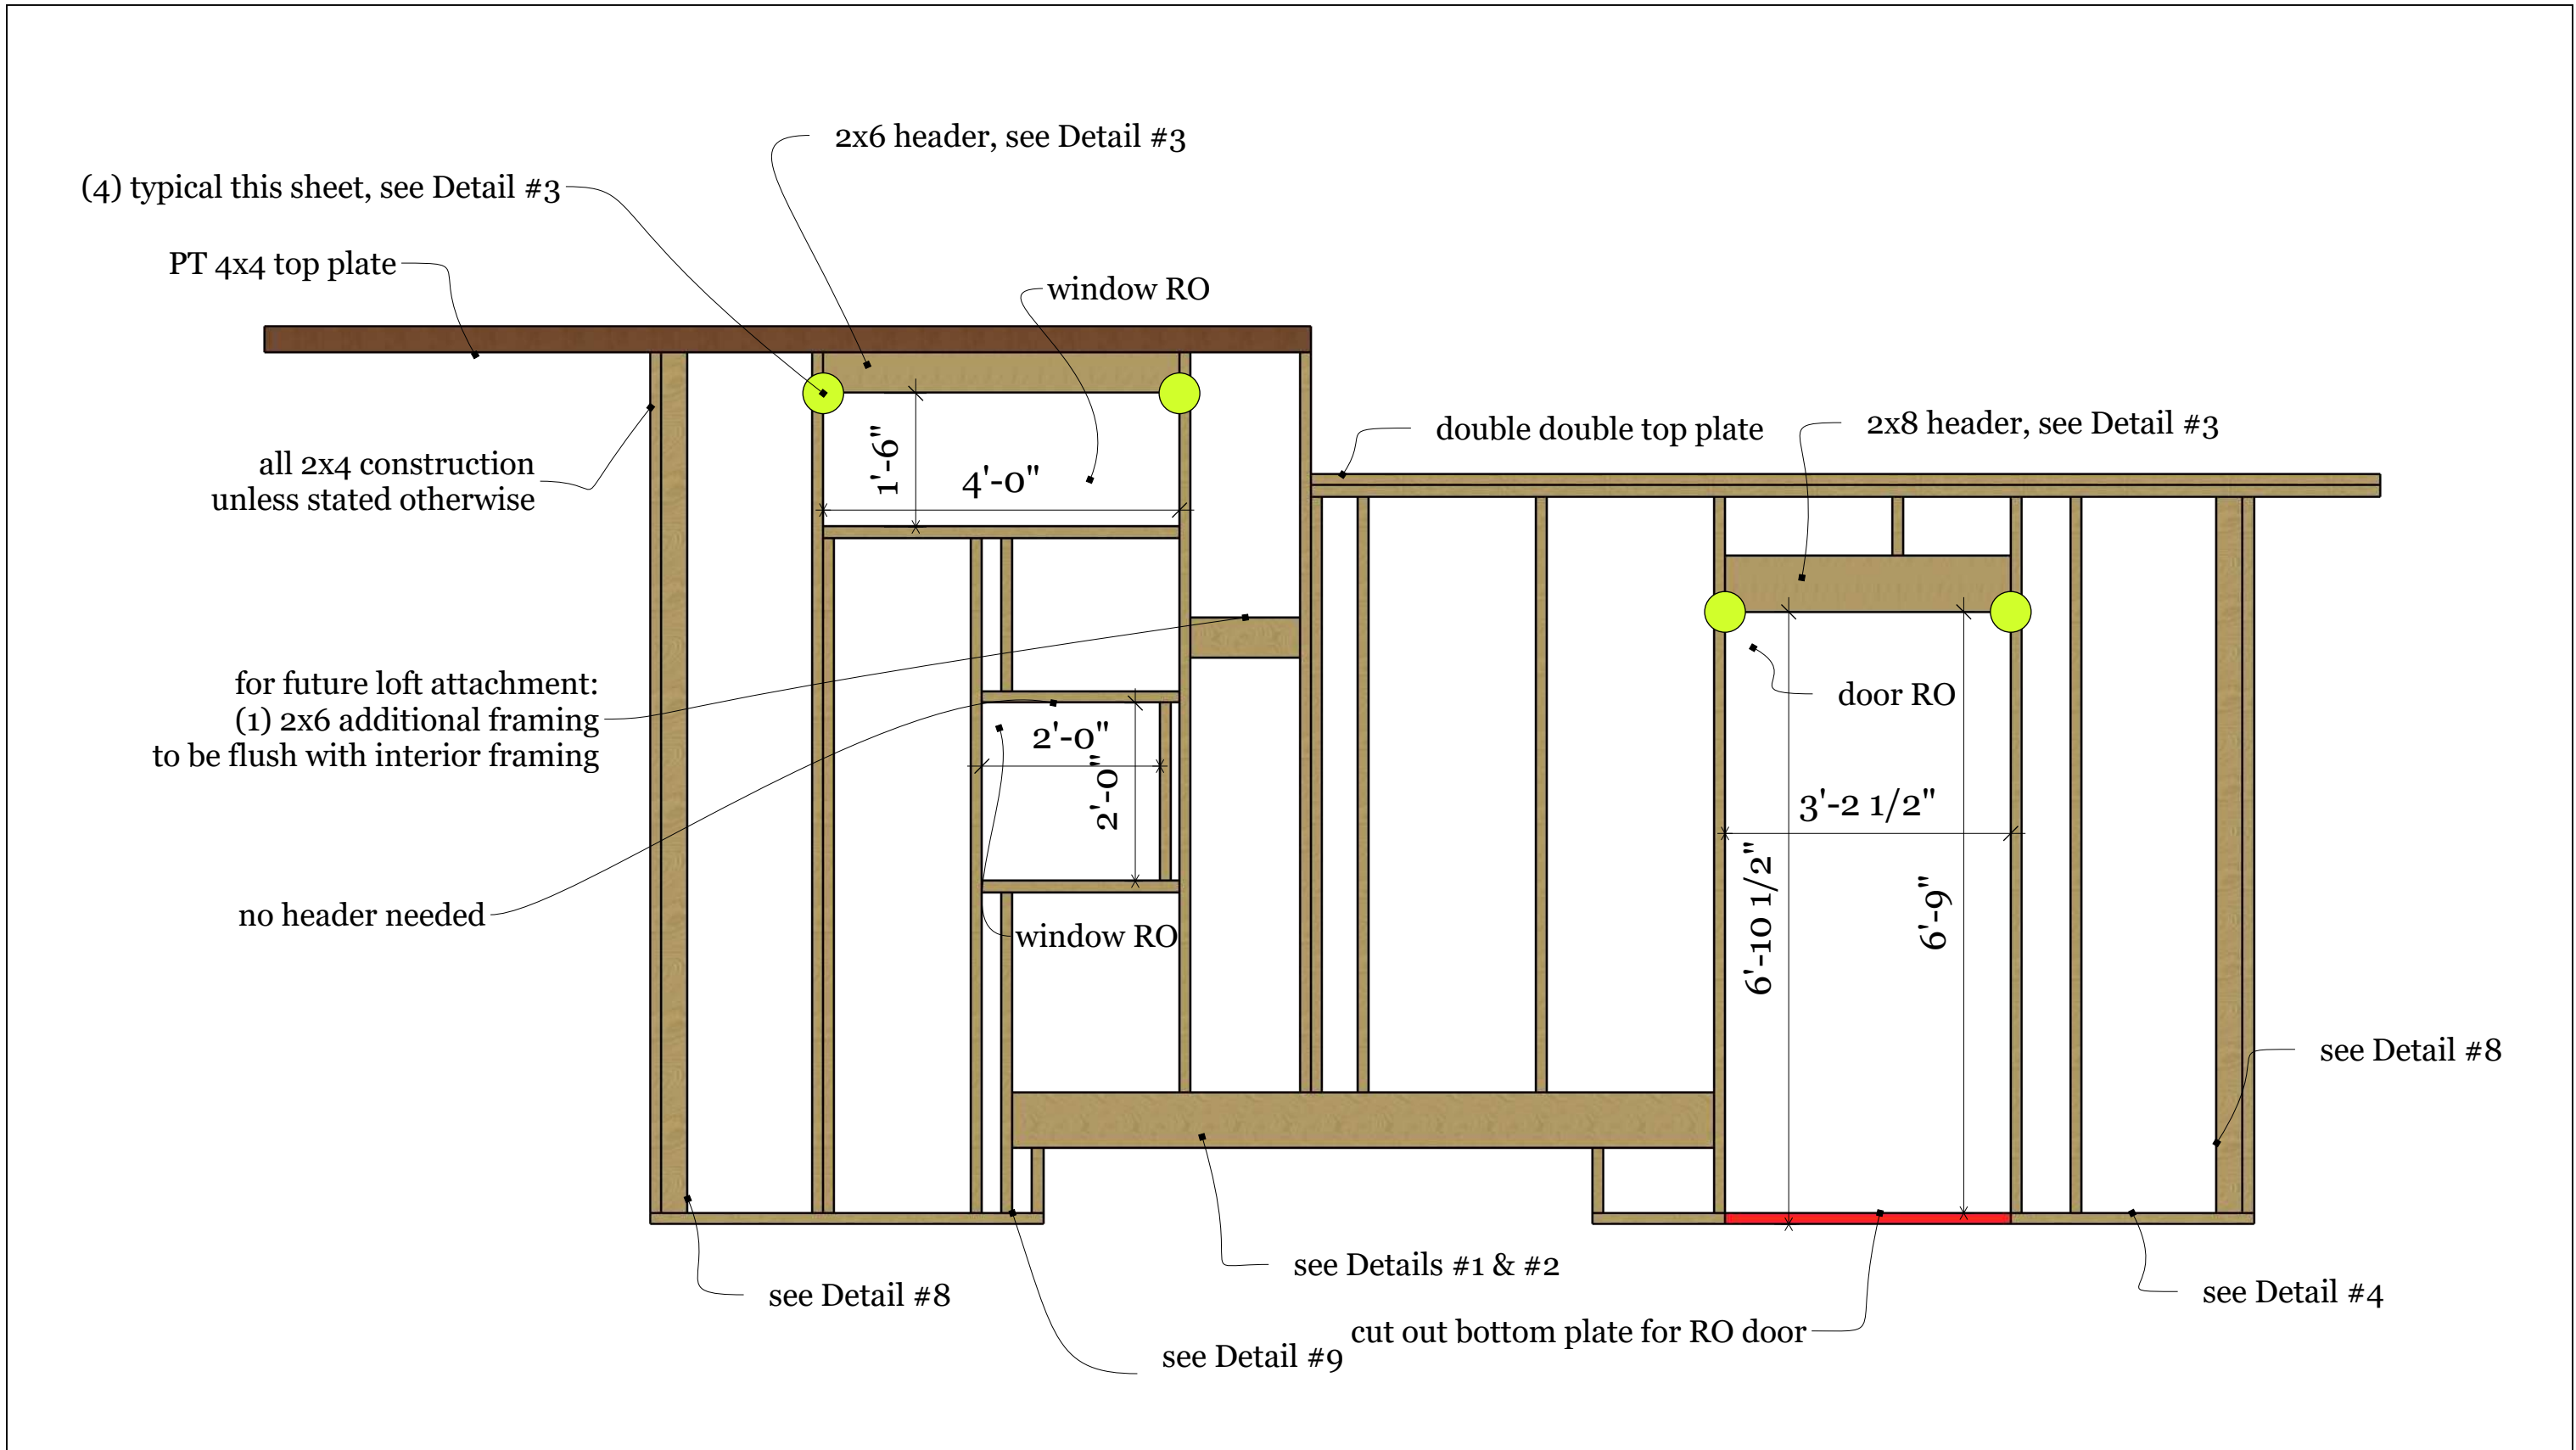 2x6 header, see Detail #3
(4) typical this sheet, see Detail #3
PT 4x4 top plate
window RO
double double top plate
2x8 header, see Detail #3
all 2x4 construction
unless stated otherwise
1'-6"
4'-0"
for future loft attachment:
(1) 2x6 additional framing
to be flush with interior framing
door RO
2'-0"
2'-0"
3'-2 1/2"
6'-10 1/2"
6'-9"
no header needed
window RO
see Detail #8
see Details #1 & #2
see Detail #8
see Detail #4
cut out bottom plate for RO door
see Detail #9